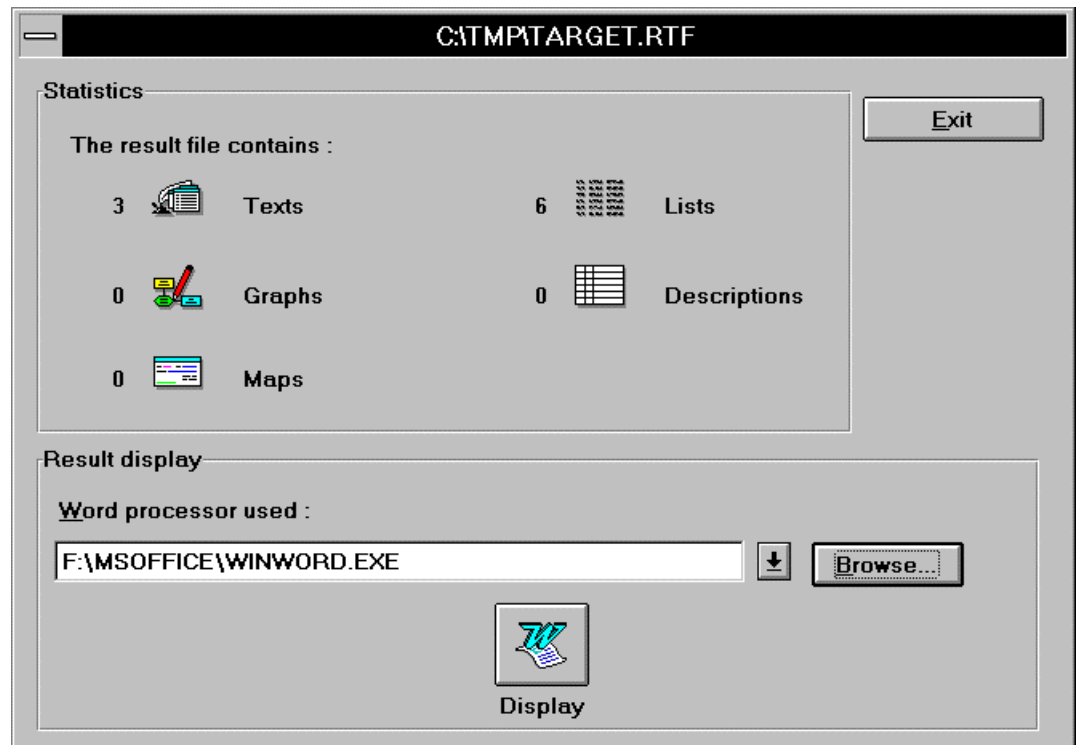 C:\TMP\TARGET.RTF
Statistics
Exit
The result file contains :
3 Texts 6 Lists
0 Graphs 0 Descriptions
0 Maps
Result display
Word processor used :
F:\MSOFFICE\WINWORD.EXE
Browse...
Display